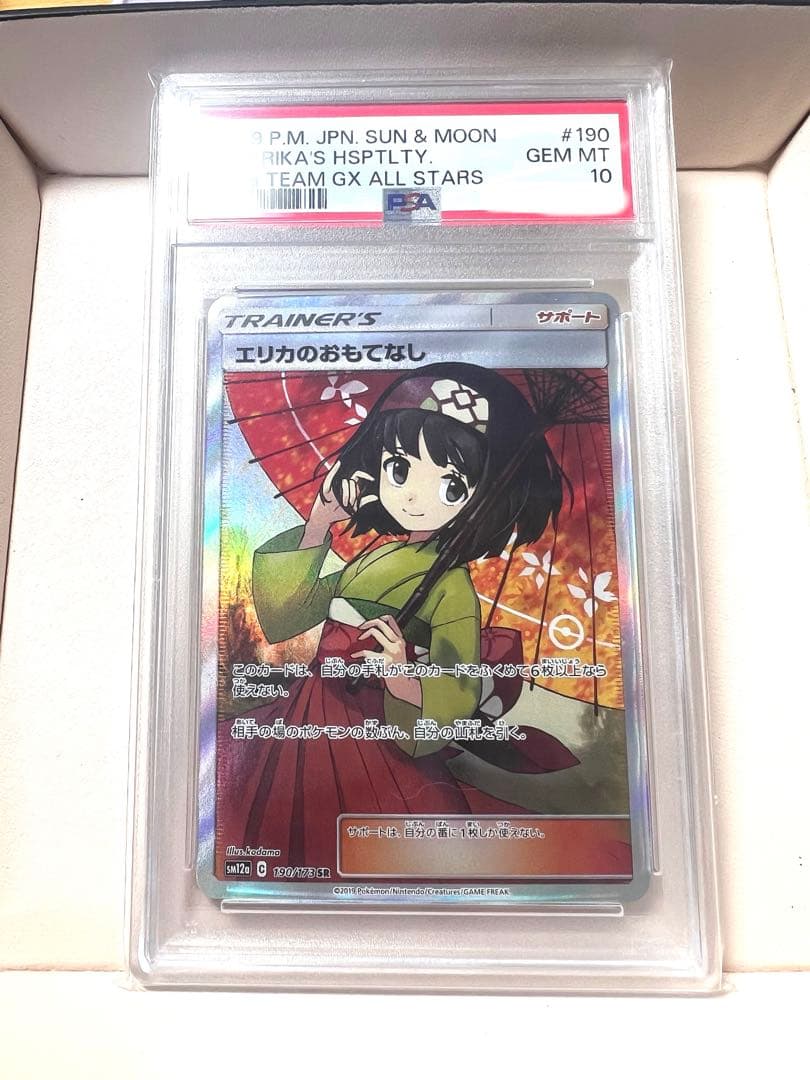 9 P.M. JPN. SUN & MOON #190
RIKA'S HSPTLTY. GEM MT
TEAM GX ALL STARS 10
PSA
TRAINER'S サポート
エリカのおもてなし
このカードは、自分の手札がこのカードをふくめて6枚以上なら
使えない。
相手の場のポケモンの数ぶん、自分の山札を引く。
サポートは、自分の番に1枚しか使えない。
Illus. kodama
sm12a C 190/173 SR
©2019 Pokémon/Nintendo/Creatures/GAME FREAK